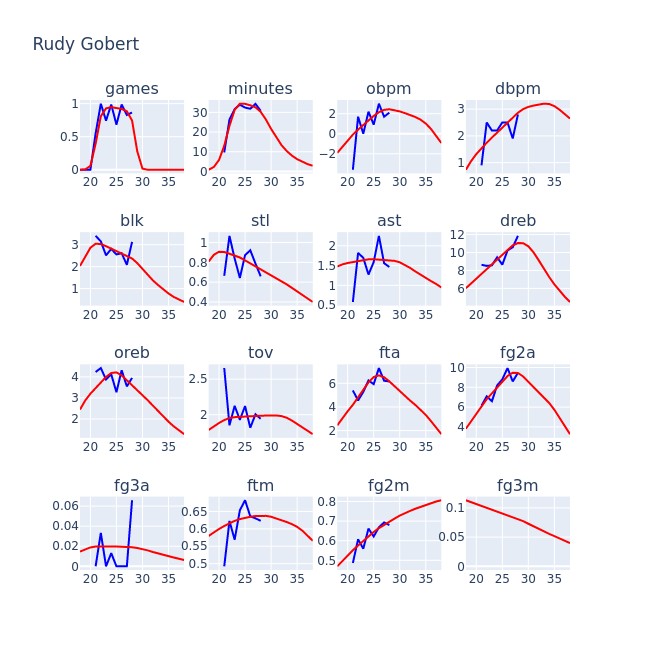 Rudy Gobert
games minutes obpm dbpm
1 0.5 0 20 25 30 35
30 20 10 0 20 25 30 35
2 0 −2 20 25 30 35
3 2 1 20 25 30 35
blk stl ast dreb
3 2 1 20 25 30 35
1 0.8 0.6 0.4 20 25 30 35
2 1.5 1 0.5 20 25 30 35
12 10 8 6 20 25 30 35
oreb tov fta fg2a
4 3 2 20 25 30 35
2.5 2 20 25 30 35
6 4 2 20 25 30 35
10 8 6 4 20 25 30 35
fg3a ftm fg2m fg3m
0.06 0.04 0.02 0 20 25 30 35
0.65 0.6 0.55 0.5 20 25 30 35
0.8 0.7 0.6 0.5 20 25 30 35
0.1 0.05 0 20 25 30 35